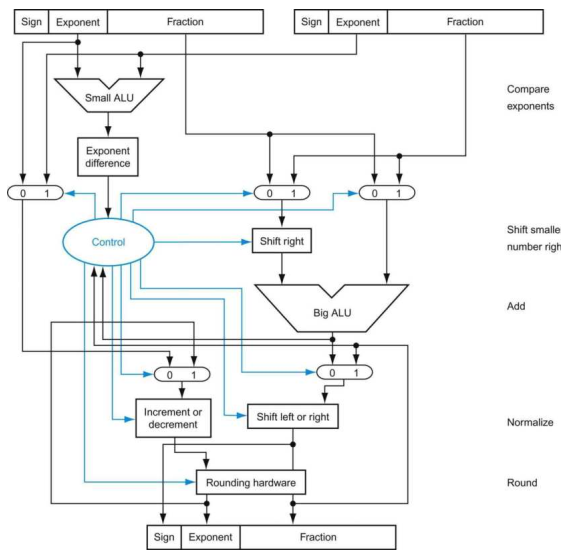 Sign Exponent Fraction Sign Exponent Fraction
Small ALU
Compare
exponents
Exponent
difference
0 1 0 1 0 1
Control
Shift right
Shift smalle
number righ
Big ALU
Add
0 1 0 1
Increment or
decrement
Shift left or right
Normalize
Rounding hardware
Round
Sign Exponent Fraction